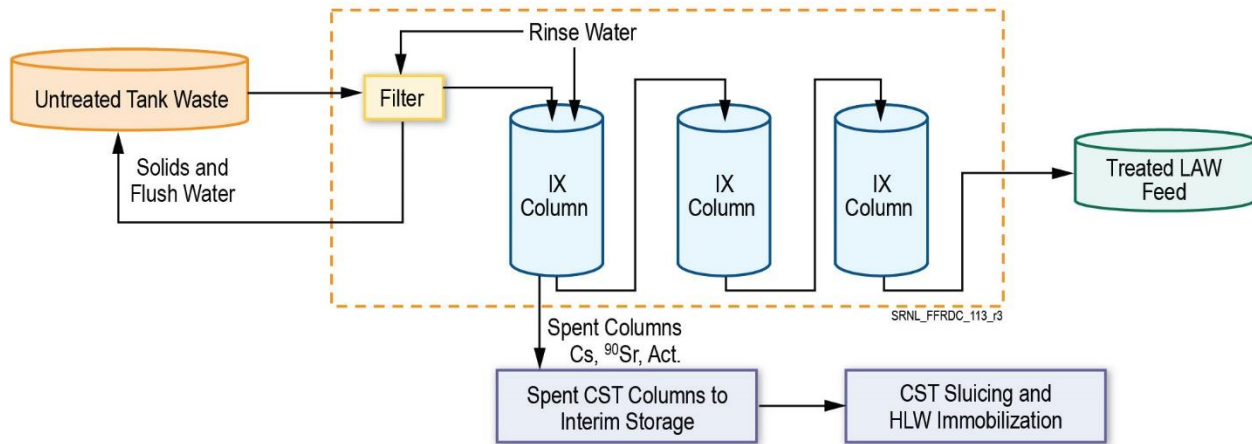 Rinse Water
Untreated Tank Waste
Filter
Solids and
Flush Water
IX
Column
IX
Column
IX
Column
Treated LAW
Feed
SRNL_FFRDC_113_r3
Spent Columns
Cs, ⁹⁰Sr, Act.
Spent CST Columns to
Interim Storage
CST Sluicing and
HLW Immobilization